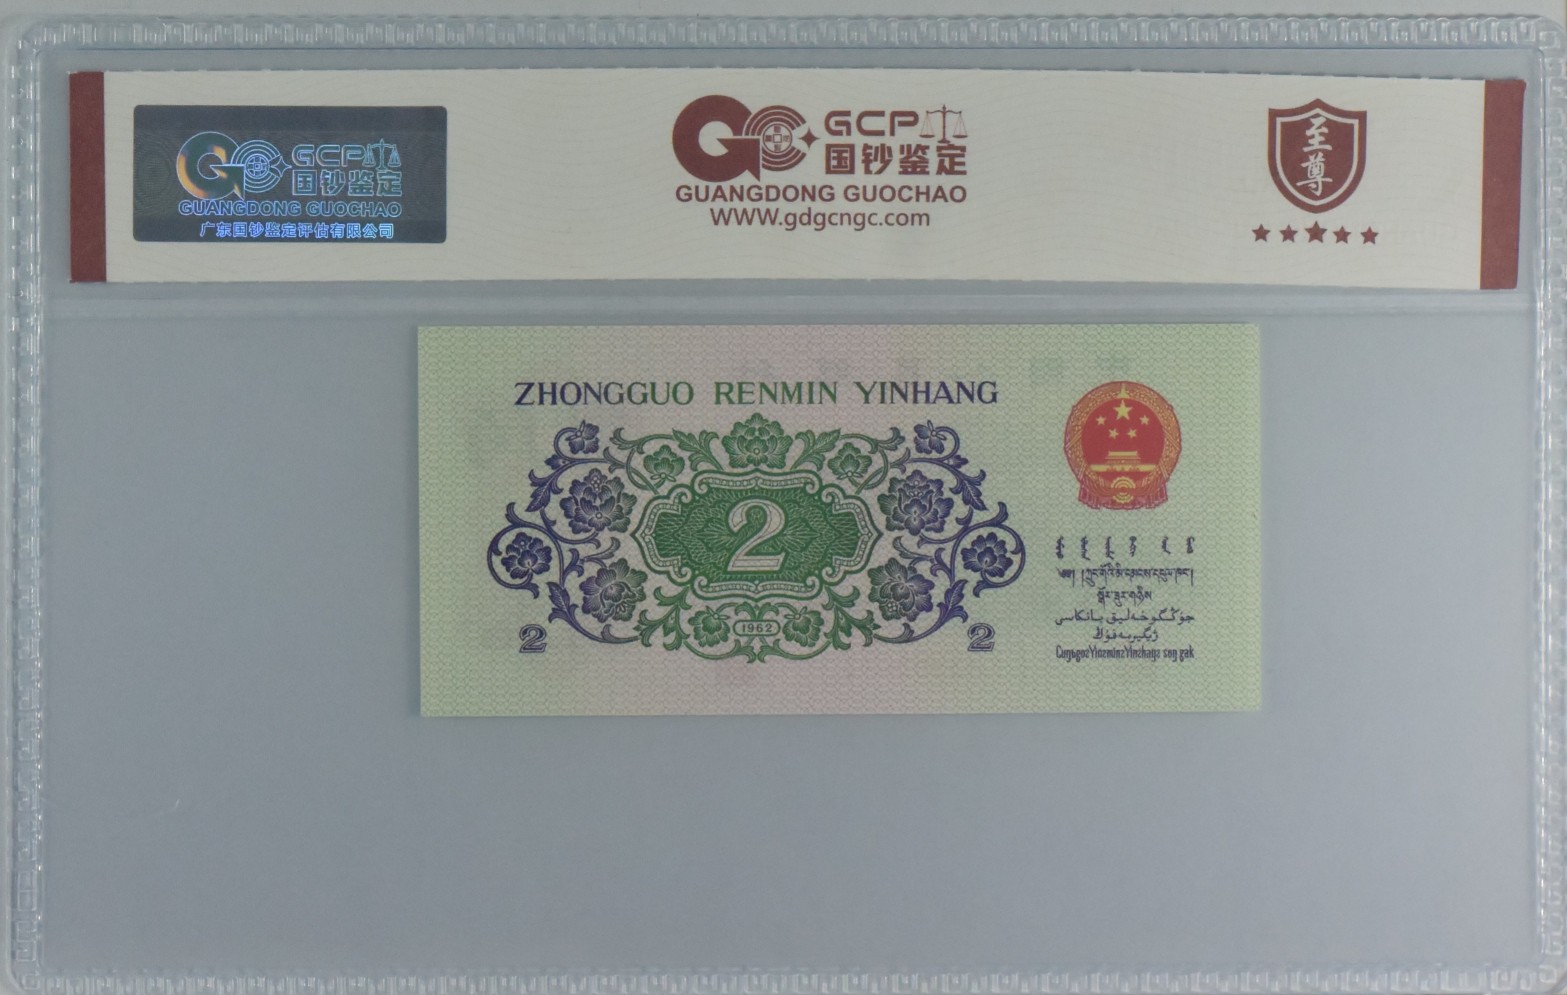 GCP
国钞鉴定
GUANGDONG GUOCHAO
广东国钞鉴定评估有限公司
GCP
国钞鉴定
GUANGDONG GUOCHAO
WWW.gdgcngc.com
至尊
ZHONGGUO RENMIN YINHANG
2
1962
2
2
جۇڭگوخەلىق بانكاسى